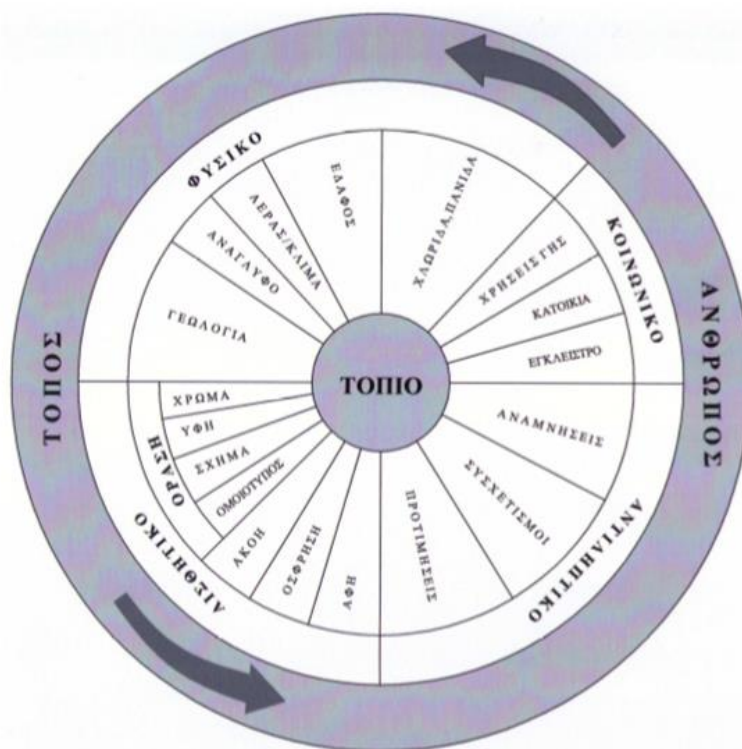 ΤΟΠΟΣ
ΑΝΘΡΩΠΟΣ
ΦΥΣΙΚΟ
ΓΕΩΛΟΓΙΑ
ΑΝΑΓΛΥΦΟ
ΑΕΡΑΣ/ΚΛΙΜΑ
ΕΔΑΦΟΣ
ΧΛΩΡΙΔΑ,ΠΑΝΙΔΑ
ΚΟΙΝΩΝΙΚΟ
ΧΡΗΣΕΙΣ ΓΗΣ
ΚΑΤΟΙΚΙΑ
ΕΓΚΛΕΙΣΤΡΟ
ΤΟΠΙΟ
ΑΝΤΙΛΗΠΤΙΚΟ
ΑΝΑΜΝΗΣΕΙΣ
ΣΥΣΧΕΤΙΣΜΟΙ
ΠΡΟΤΙΜΗΣΕΙΣ
ΑΙΣΘΗΤΙΚΟ
ΟΡΑΣΗ
ΧΡΩΜΑ
ΥΦΗ
ΣΧΗΜΑ
ΟΜΟΙΟΤΥΠΟΣ
ΑΚΟΗ
ΟΣΦΡΗΣΗ
ΑΦΗ